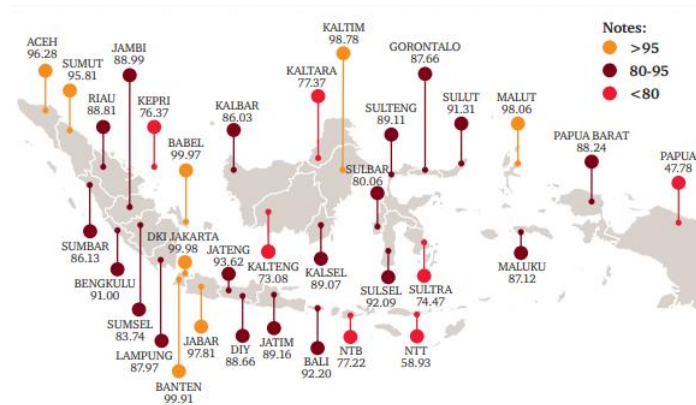 KALTIM
98.78
Notes:
>95
80-95
<80
ACEH
96.28
SUMUT
95.81
JAMBI
88.99
GORONTALO
87.66
KALTARA
77.37
RIAU
88.81
KEPRI
76.37
KALBAR
86.03
SULTENG
89.11
SULUT
91.31
MALUT
98.06
PAPUA BARAT
88.24
PAPUA
47.78
BABEL
99.97
SULBAR
80.06
SUMBAR
86.13
DKI JAKARTA
99.98
JATENG
93.62
BENGKULU
91.00
KALTENG
73.08
KALSEL
89.07
SULSEL
92.09
SULTRA
74.47
MALUKU
87.12
SUMSEL
83.74
LAMPUNG
87.97
JABAR
97.81
DIY
88.66
JATIM
89.16
BALI
92.20
NTB
77.22
NTT
58.93
BANTEN
99.91